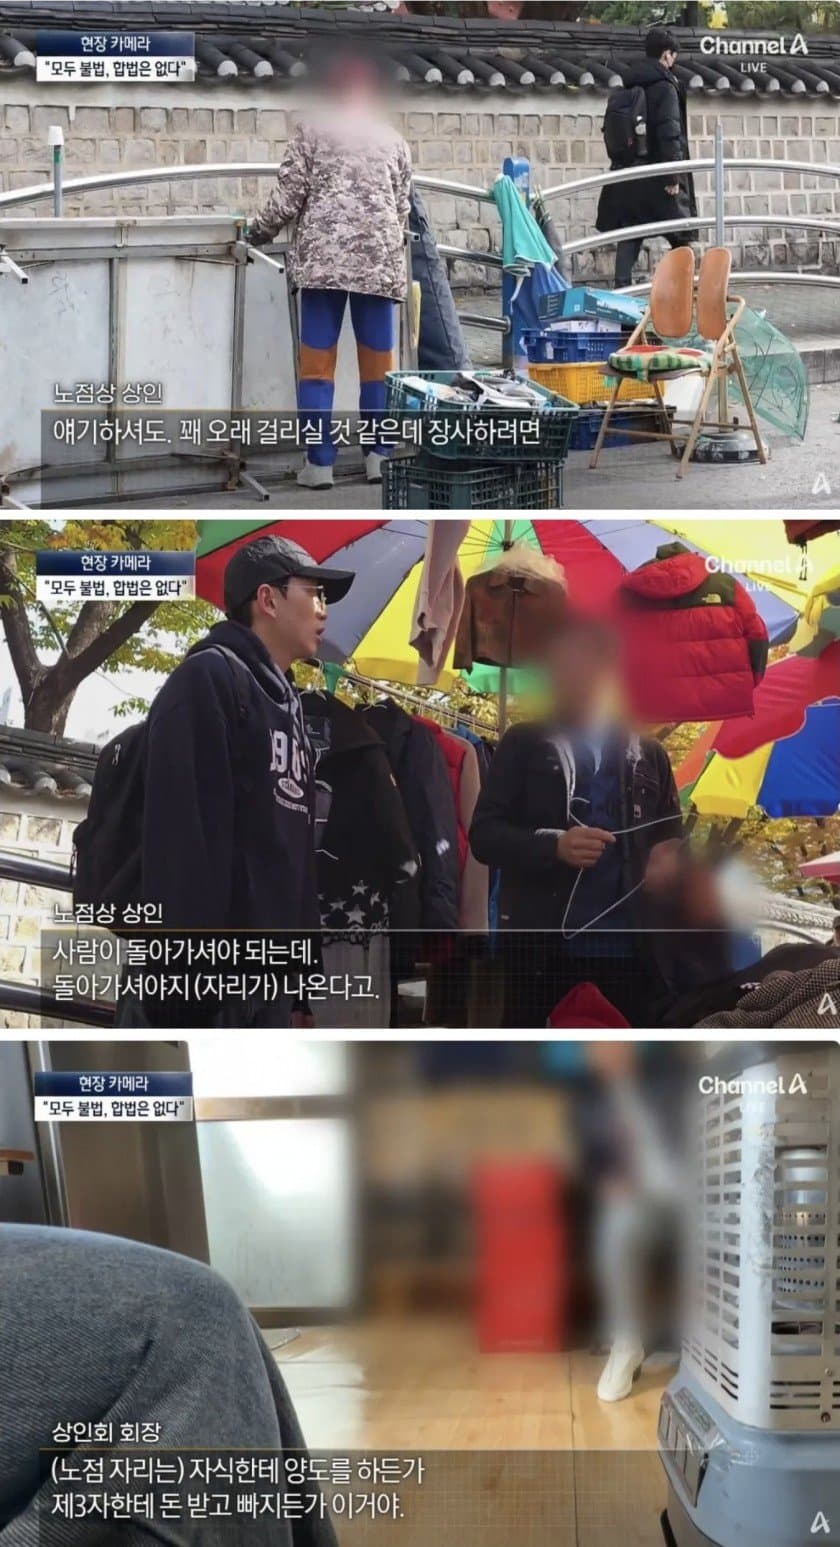 현장 카메라
"모두 불법, 합법은 없다"
Channel A
LIVE
노점상 상인
얘기하셔도. 꽤 오래 걸리실 것 같은데 장사하려면
현장 카메라
"모두 불법, 합법은 없다"
Channel A
LIVE
노점상 상인
사람이 돌아가셔야 되는데.
돌아가셔야지 (자리가) 나온다고.
현장 카메라
"모두 불법, 합법은 없다"
Channel A
LIVE
상인회 회장
(노점 자리는) 자식한테 양도를 하든가
제3자한테 돈 받고 빠지든가 이거야.